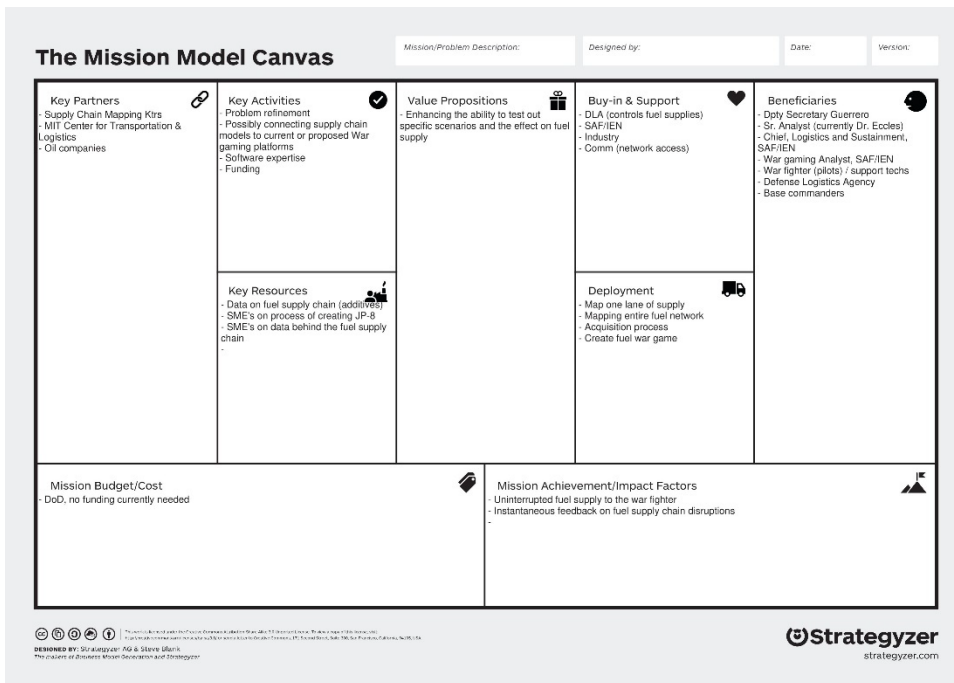 The Mission Model Canvas
Mission/Problem Description:
Designed by:
Date:
Version:
Key Partners
- Supply Chain Mapping Ktrs
- MIT Center for Transportation &
Logistics
- Oil companies
Key Activities
- Problem refinement
- Possibly connecting supply chain
models to current or proposed War
gaming platforms
- Software expertise
- Funding
Key Resources
- Data on fuel supply chain (additives)
- SME's on process of creating JP-8
- SME's on data behind the fuel supply
chain
-
Value Propositions
- Enhancing the ability to test out
specific scenarios and the effect on fuel
supply
Buy-in & Support
- DLA (controls fuel supplies)
- SAF/IEN
- Industry
- Comm (network access)
Deployment
- Map one lane of supply
- Mapping entire fuel network
- Acquisition process
- Create fuel war game
Beneficiaries
- Dpty Secretary Guerrero
- Sr. Analyst (currently Dr. Eccles)
- Chief, Logistics and Sustainment,
SAF/IEN
- War gaming Analyst, SAF/IEN
- War fighter (pilots) / support techs
- Defense Logistics Agency
- Base commanders
Mission Budget/Cost
- DoD, no funding currently needed
Mission Achievement/Impact Factors
- Uninterrupted fuel supply to the war fighter
- Instantaneous feedback on fuel supply chain disruptions
-
cc
DESIGNED BY: Strategyzer AG & Steve Blank
The makers of Business Model Generation and Strategyzer
Strategyzer
strategyzer.com